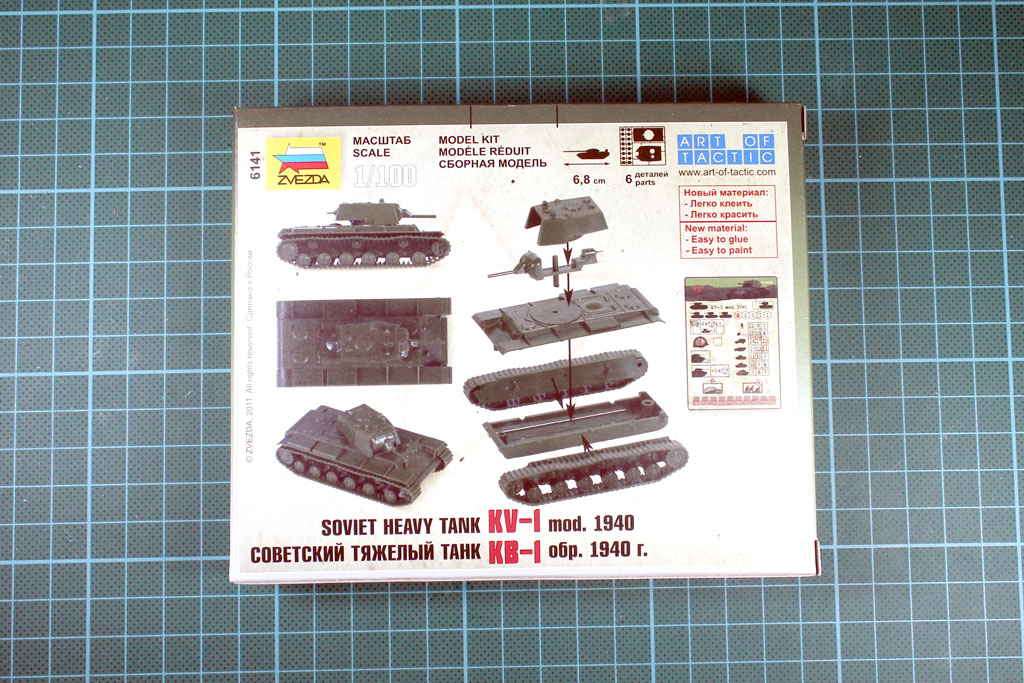 6141
™
ZVEZDA
МАСШТАБ
SCALE
1/100
MODEL KIT
MODÈLE RÉDUIT
СБОРНАЯ МОДЕЛЬ
6,8 cm
6 деталей
parts
ART OF
TACTIC
www.art-of-tactic.com
Новый материал:
- Легко клеить
- Легко красить
New material:
- Easy to glue
- Easy to paint
© ZVEZDA, 2011. All rights reserved. Сделано в России.
SOVIET HEAVY TANK KV-1 mod. 1940
СОВЕТСКИЙ ТЯЖЕЛЫЙ ТАНК КВ-1 обр. 1940 г.